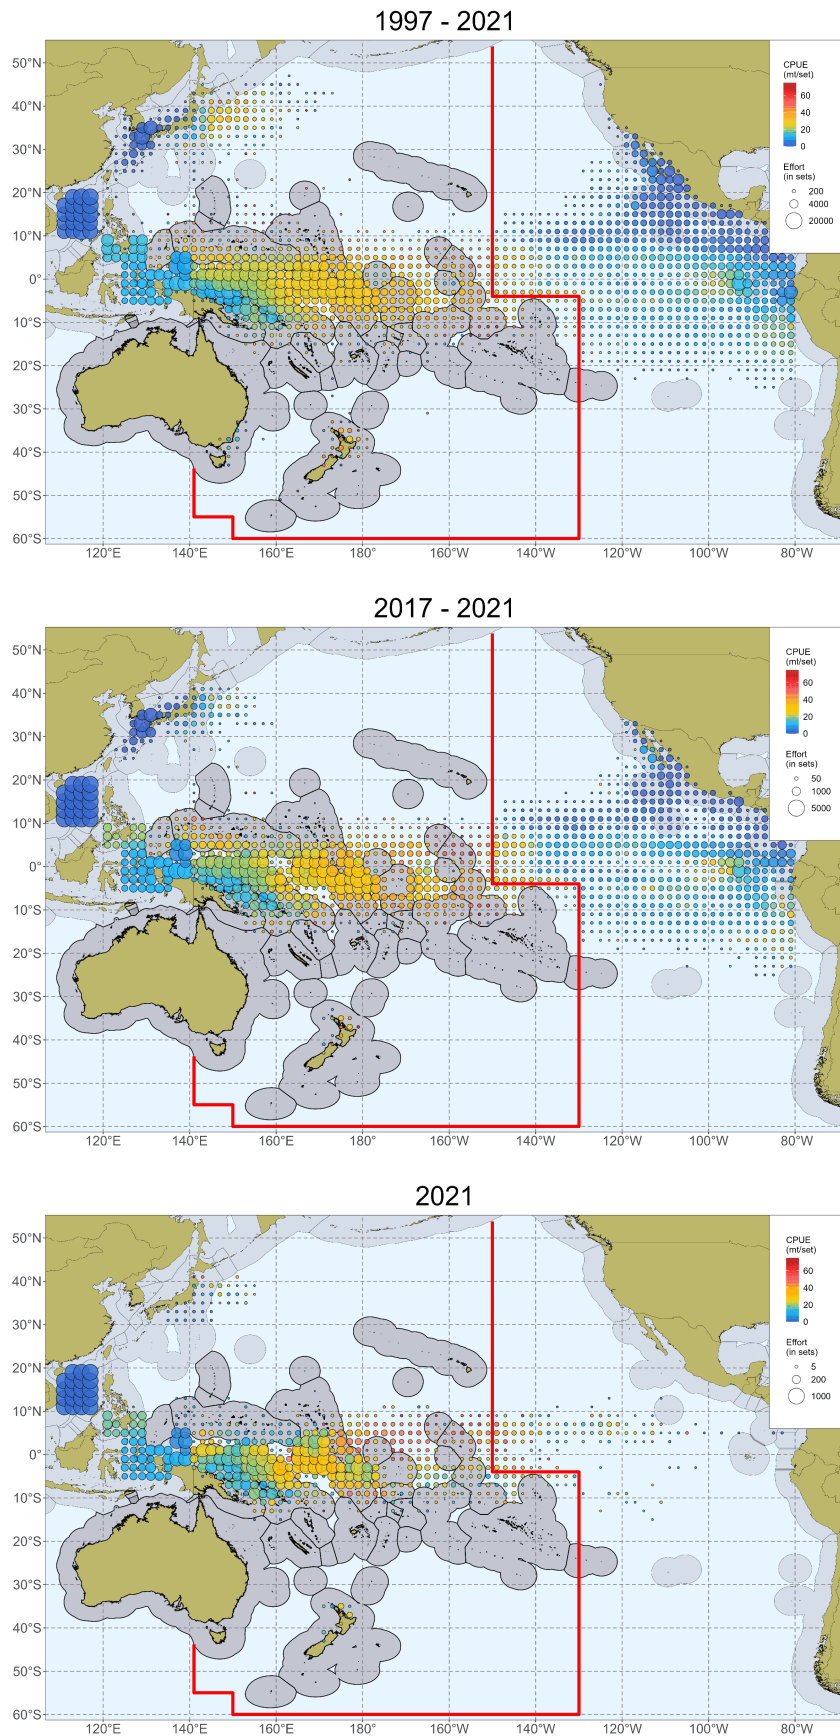 1997 - 2021
50°N
40°N
30°N
20°N
10°N
0°
10°S
20°S
30°S
40°S
50°S
60°S
120°E
140°E
160°E
180°
160°W
140°W
120°W
100°W
80°W
CPUE
(mt/set)
60
40
20
0
Effort
(in sets)
200
4000
20000
2017 - 2021
50°N
40°N
30°N
20°N
10°N
0°
10°S
20°S
30°S
40°S
50°S
60°S
120°E
140°E
160°E
180°
160°W
140°W
120°W
100°W
80°W
CPUE
(mt/set)
60
40
20
0
Effort
(in sets)
50
1000
5000
2021
50°N
40°N
30°N
20°N
10°N
0°
10°S
20°S
30°S
40°S
50°S
60°S
120°E
140°E
160°E
180°
160°W
140°W
120°W
100°W
80°W
CPUE
(mt/set)
60
40
20
0
Effort
(in sets)
5
200
1000